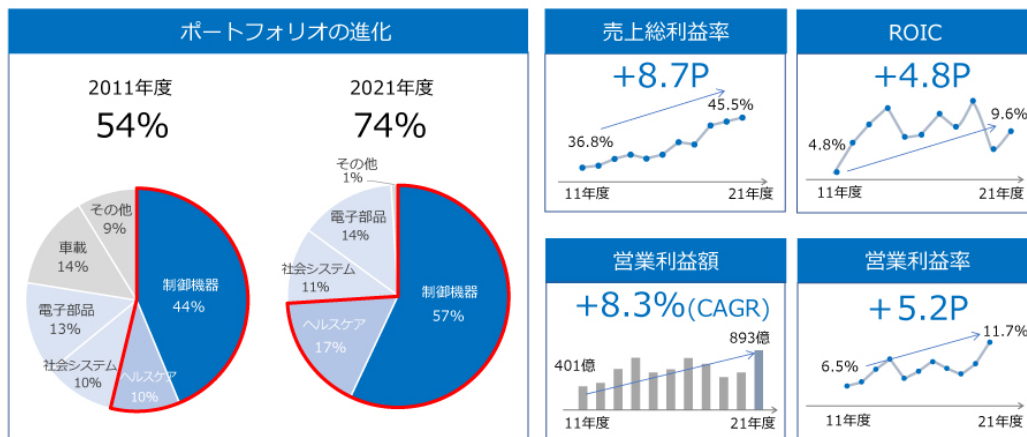 ポートフォリオの進化
2011年度
54%
その他
9%
車載
14%
電子部品
13%
社会システム
10%
ヘルスケア
10%
制御機器
44%
2021年度
74%
その他
1%
電子部品
14%
社会システム
11%
ヘルスケア
17%
制御機器
57%
売上総利益率
+8.7P
36.8%
45.5%
11年度
21年度
ROIC
+4.8P
4.8%
9.6%
11年度
21年度
営業利益額
+8.3%(CAGR)
401億
893億
11年度
21年度
営業利益率
+5.2P
6.5%
11.7%
11年度
21年度